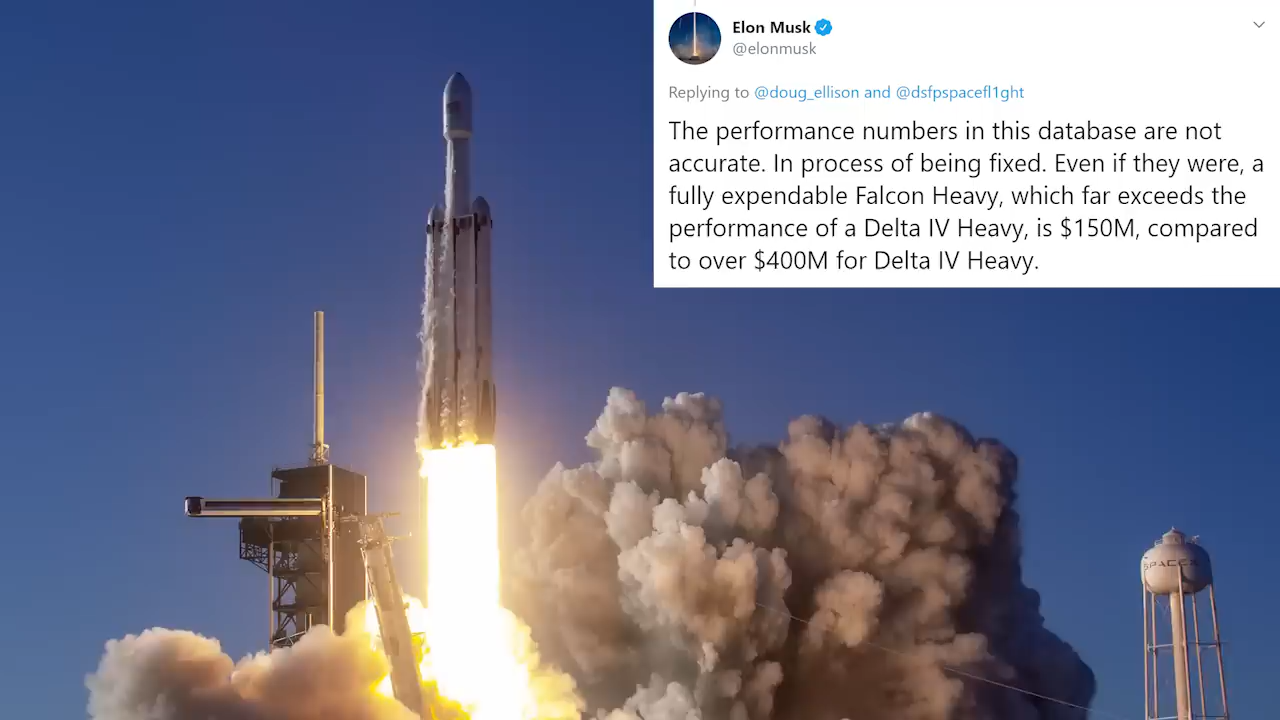 Elon Musk
@elonmusk
Replying to @doug_ellison and @dsfpspacefl1ght
The performance numbers in this database are not
accurate. In process of being fixed. Even if they were, a
fully expendable Falcon Heavy, which far exceeds the
performance of a Delta IV Heavy, is $150M, compared
to over $400M for Delta IV Heavy.
SPACEX